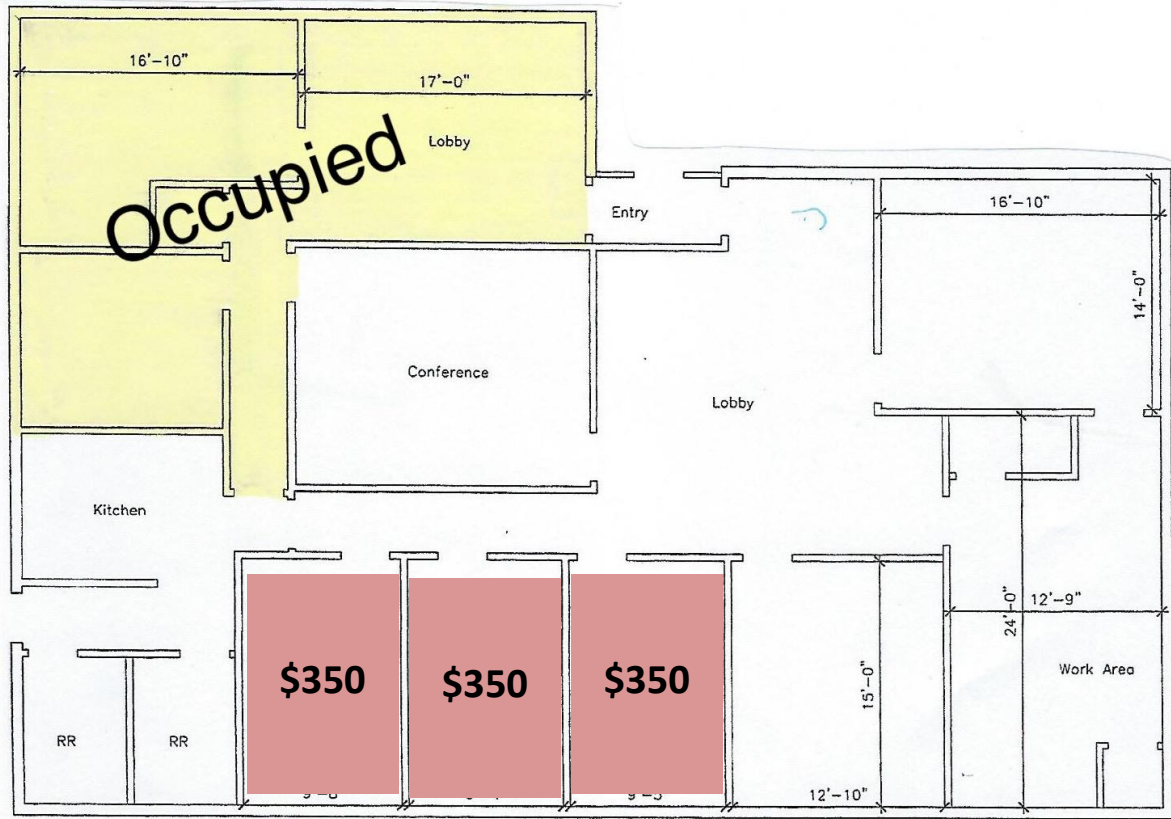 16'-10"
17'-0"
Lobby
Occupied
Entry
16'-10"
14'-0"
Conference
Lobby
Kitchen
24'-0"
12'-9"
$350
$350
$350
15'-0"
Work Area
RR
RR
12'-10"